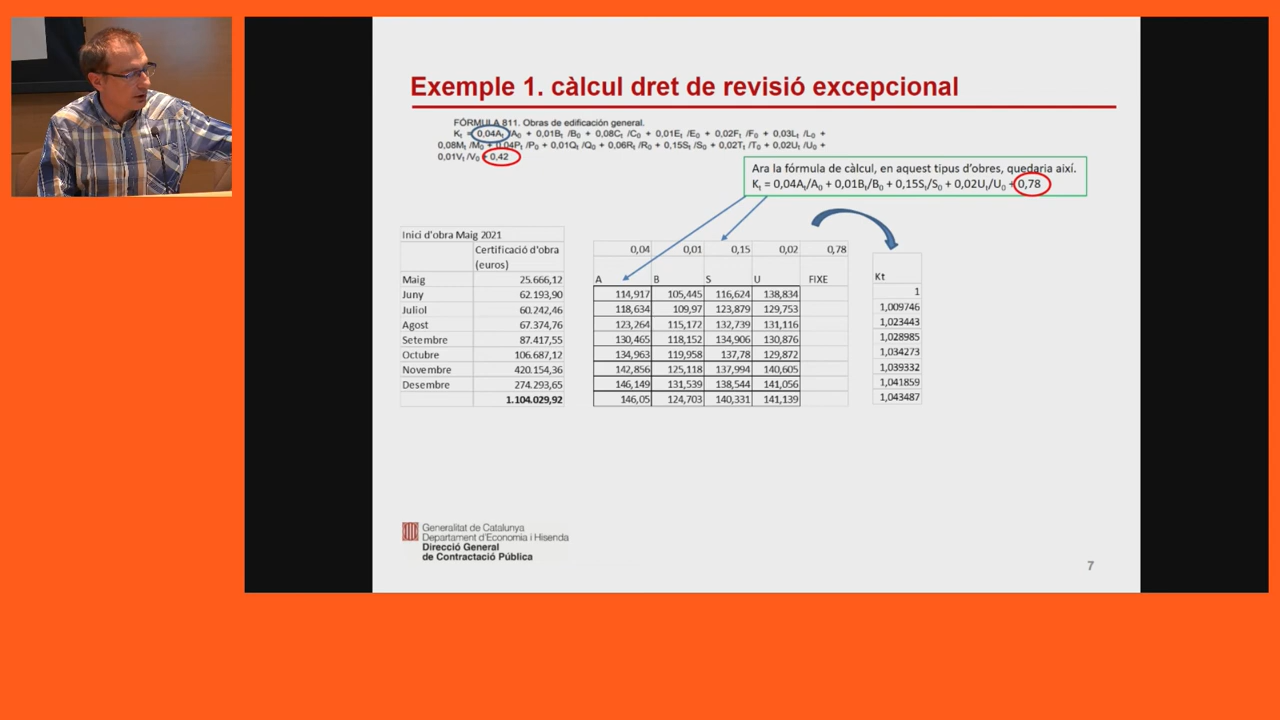 Exemple 1. càlcul dret de revisió excepcional
FÓRMULA 811. Obras de edificación general.
Kt = 0,04At /A0 + 0,01Bt /B0 + 0,08Ct /C0 + 0,01Et /E0 + 0,02Ft /F0 + 0,03Lt /L0 +
0,08Mt /M0 + 0,04Pt /P0 + 0,01Qt /Q0 + 0,06Rt /R0 + 0,15St /S0 + 0,02Tt /T0 + 0,02Ut /U0 +
0,01Vt /V0 + 0,42
Ara la fórmula de càlcul, en aquest tipus d'obres, quedaria així.
Kt = 0,04At/A0 + 0,01Bt/B0 + 0,15St/S0 + 0,02Ut/U0 + 0,78
Inici d'obra Maig 2021
Certificació d'obra
(euros)
Maig 25.666,12
Juny 62.193,90
Juliol 60.242,46
Agost 67.374,76
Setembre 87.417,55
Octubre 106.687,12
Novembre 420.154,36
Desembre 274.293,65
1.104.029,92
0,04 0,01 0,15 0,02 0,78
A B S U FIXE
114,917 105,445 116,624 138,834
118,634 109,97 123,879 129,753
123,264 115,172 132,739 131,116
130,465 118,152 134,906 130,876
134,963 119,958 137,78 129,872
142,856 125,118 137,994 140,605
146,149 131,539 138,544 141,056
146,05 124,703 140,331 141,139
Kt
1
1,009746
1,023443
1,028985
1,034273
1,039332
1,041859
1,043487
Generalitat de Catalunya
Departament d'Economia i Hisenda
Direcció General
de Contractació Pública
7